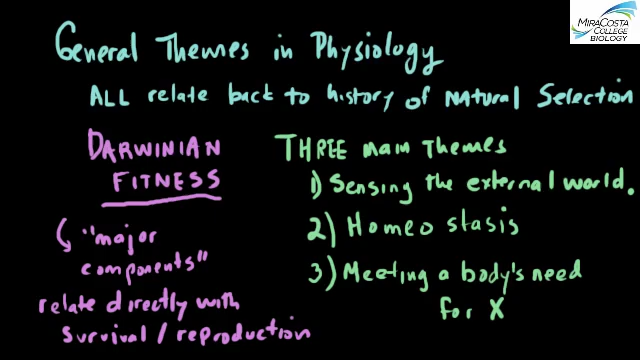 MIRACOSTA
COLLEGE
BIOLOGY
General Themes in Physiology
ALL relate back to history of Natural Selection
DARWINIAN
FITNESS
"major
components"
relate directly with
survival / reproduction
THREE main themes
1) Sensing the external world.
2) Homeostasis
3) Meeting a body's need
for X